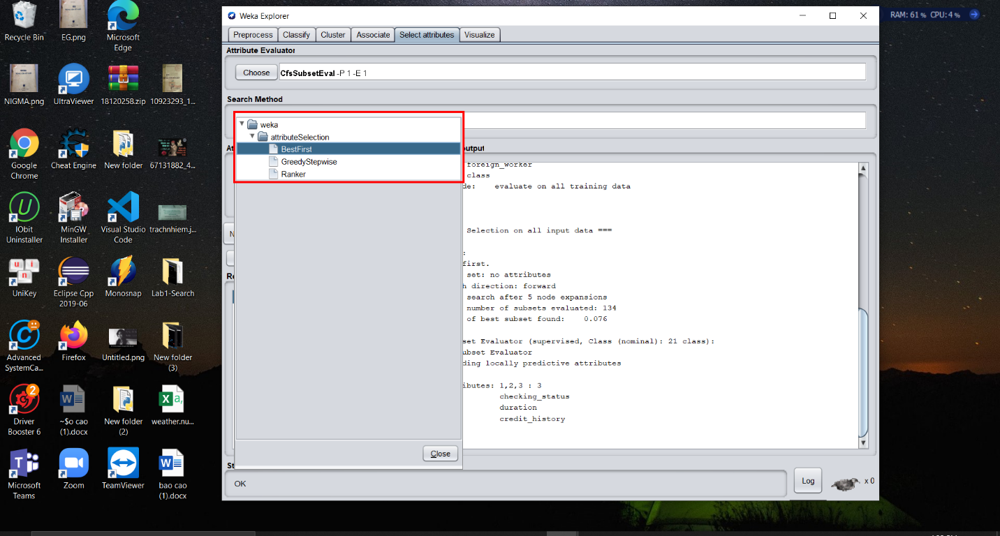 Recycle Bin
EG.png
Microsoft
Edge
NIGMA.png
UltraViewer
18120258.zip
10923293_1...
Google
Chrome
Cheat Engine
New folder
67131882_4...
IObit
Uninstaller
MinGW
Installer
Visual Studio
Code
trachnhiem.j...
UniKey
Eclipse Cpp
2019-06
Monosnap
Lab1-Search
Advanced
SystemCa...
Firefox
Untitled.png
New folder
(3)
2
Driver
Booster 6
~$o cao
(1).docx
New folder
(2)
weather.nu...
Microsoft
Teams
Zoom
TeamViewer
bao cao
(1).docx
Weka Explorer
Preprocess Classify Cluster Associate Select attributes Visualize
Attribute Evaluator
Choose CfsSubsetEval -P 1 -E 1
Search Method
weka
attributeSelection
BestFirst
GreedyStepwise
Ranker
Close
utput
foreign_worker
class
de: evaluate on all training data
Selection on all input data ===
:
first.
set: no attributes
h direction: forward
search after 5 node expansions
number of subsets evaluated: 134
of best subset found: 0.076
set Evaluator (supervised, Class (nominal): 21 class):
ubset Evaluator
ding locally predictive attributes
ibutes: 1,2,3 : 3
checking_status
duration
credit_history
OK
Log
x 0
RAM: 61 % CPU: 4 %